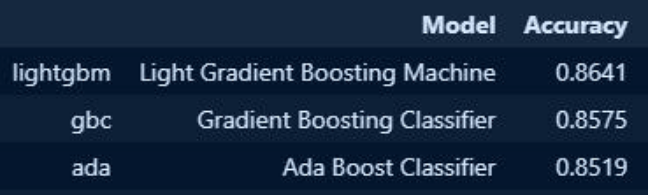 Model Accuracy
lightgbm Light Gradient Boosting Machine 0.8641
gbc Gradient Boosting Classifier 0.8575
ada Ada Boost Classifier 0.8519